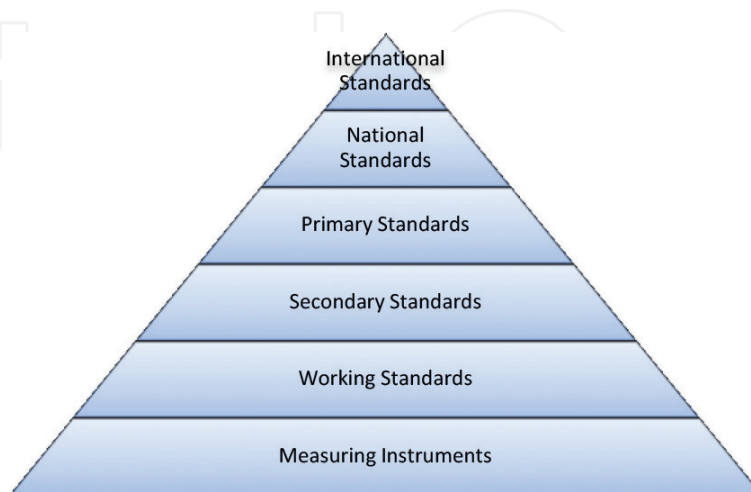 International
Standards
National
Standards
Primary Standards
Secondary Standards
Working Standards
Measuring Instruments